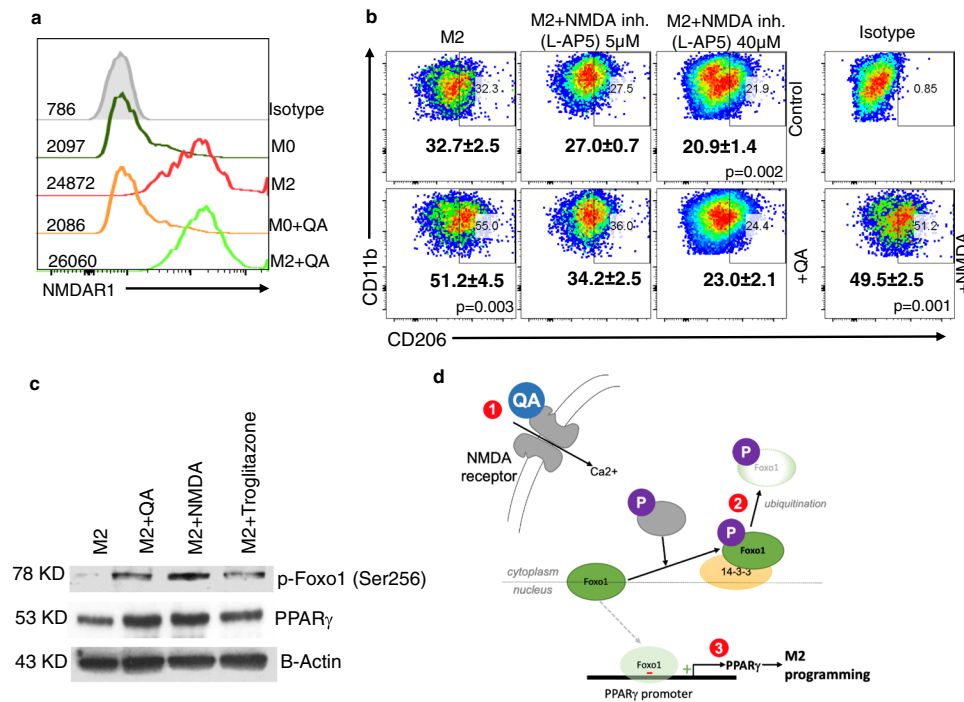 a
786
Isotype
2097
M0
24872
M2
2086
M0+QA
26060
M2+QA
NMDAR1
b
M2
M2+NMDA inh.
(L-AP5) 5µM
M2+NMDA inh.
(L-AP5) 40µM
Isotype
32.3
27.5
21.9
0.85
Control
32.7±2.5
27.0±0.7
20.9±1.4
p=0.002
55.0
36.0
24.4
51.2
+QA
+NMDA
51.2±4.5
34.2±2.5
23.0±2.1
49.5±2.5
p=0.003
p=0.001
CD11b
CD206
c
M2
M2+QA
M2+NMDA
M2+Troglitazone
78 KD
p-Foxo1 (Ser256)
53 KD
PPARγ
43 KD
B-Actin
d
1
QA
NMDA
receptor
Ca2+
P
P
Foxo1
2
ubiquitination
P
Foxo1
14-3-3
cytoplasm
nucleus
Foxo1
Foxo1
-
+
3
PPARγ
M2
programming
PPARγ promoter